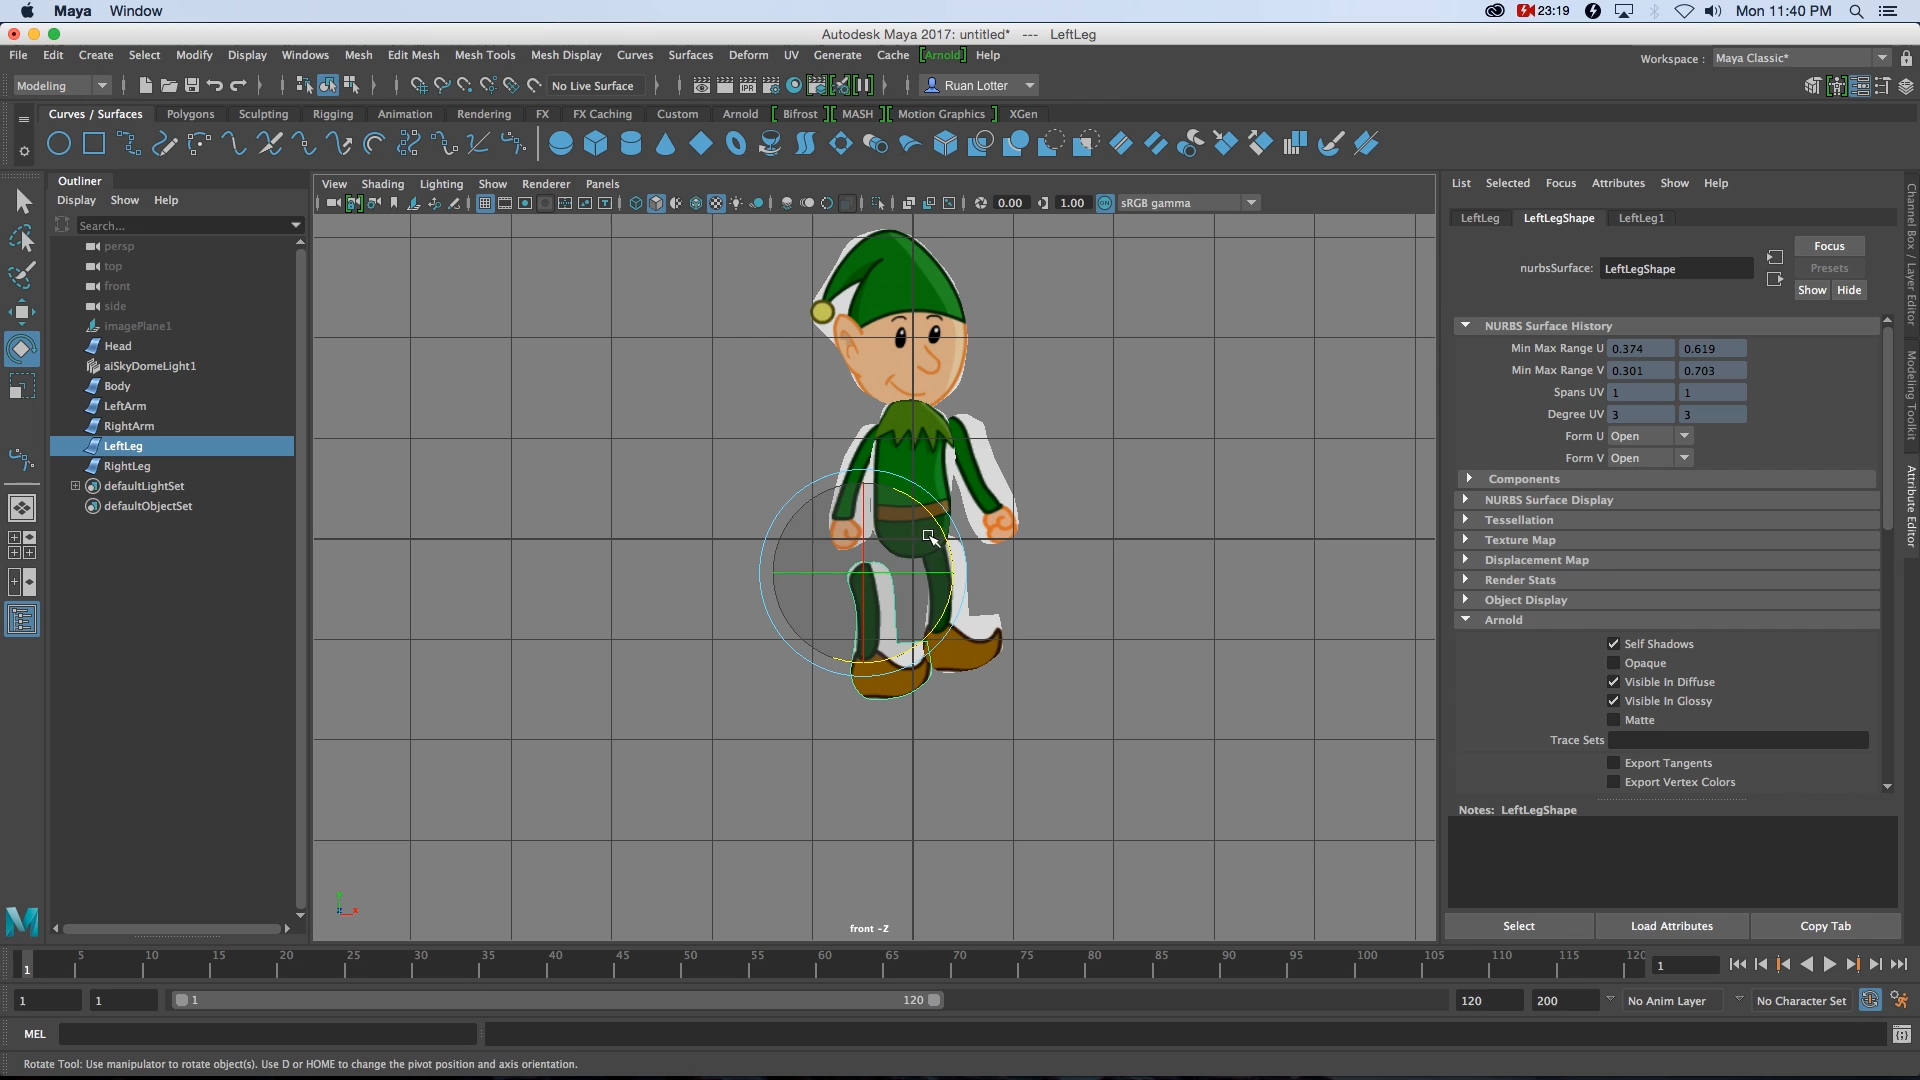 Maya Window 23:19 Mon 11:40 PM
Autodesk Maya 2017: untitled* --- LeftLeg
File Edit Create Select Modify Display Windows Mesh Edit Mesh Mesh Tools Mesh Display Curves Surfaces Deform UV Generate Cache [Arnold] Help
Workspace : Maya Classic*
Modeling No Live Surface IPR Ruan Lotter
Curves / Surfaces Polygons Sculpting Rigging Animation Rendering FX FX Caching Custom Arnold [ Bifrost ] [ MASH ] [ Motion Graphics ] XGen
Outliner
Display Show Help
Search...
persp
top
front
side
imagePlane1
Head
aiSkyDomeLight1
Body
LeftArm
RightArm
LeftLeg
RightLeg
defaultLightSet
defaultObjectSet
View Shading Lighting Show Renderer Panels
0.00 1.00 ON sRGB gamma
y
z x
front -Z
List Selected Focus Attributes Show Help
LeftLeg LeftLegShape LeftLeg1
nurbsSurface: LeftLegShape
Focus
Presets
Show Hide
NURBS Surface History
Min Max Range U 0.374 0.619
Min Max Range V 0.301 0.703
Spans UV 1 1
Degree UV 3 3
Form U Open
Form V Open
Components
NURBS Surface Display
Tessellation
Texture Map
Displacement Map
Render Stats
Object Display
Arnold
Self Shadows
Opaque
Visible In Diffuse
Visible In Glossy
Matte
Trace Sets
Export Tangents
Export Vertex Colors
Notes: LeftLegShape
Select Load Attributes Copy Tab
Channel Box / Layer Editor
Modeling Toolkit
Attribute Editor
1 5 10 15 20 25 30 35 40 45 50 55 60 65 70 75 80 85 90 95 100 105 110 115 120 1
1 1 1 120 120 200 No Anim Layer No Character Set
MEL
Rotate Tool: Use manipulator to rotate object(s). Use D or HOME to change the pivot position and axis orientation.